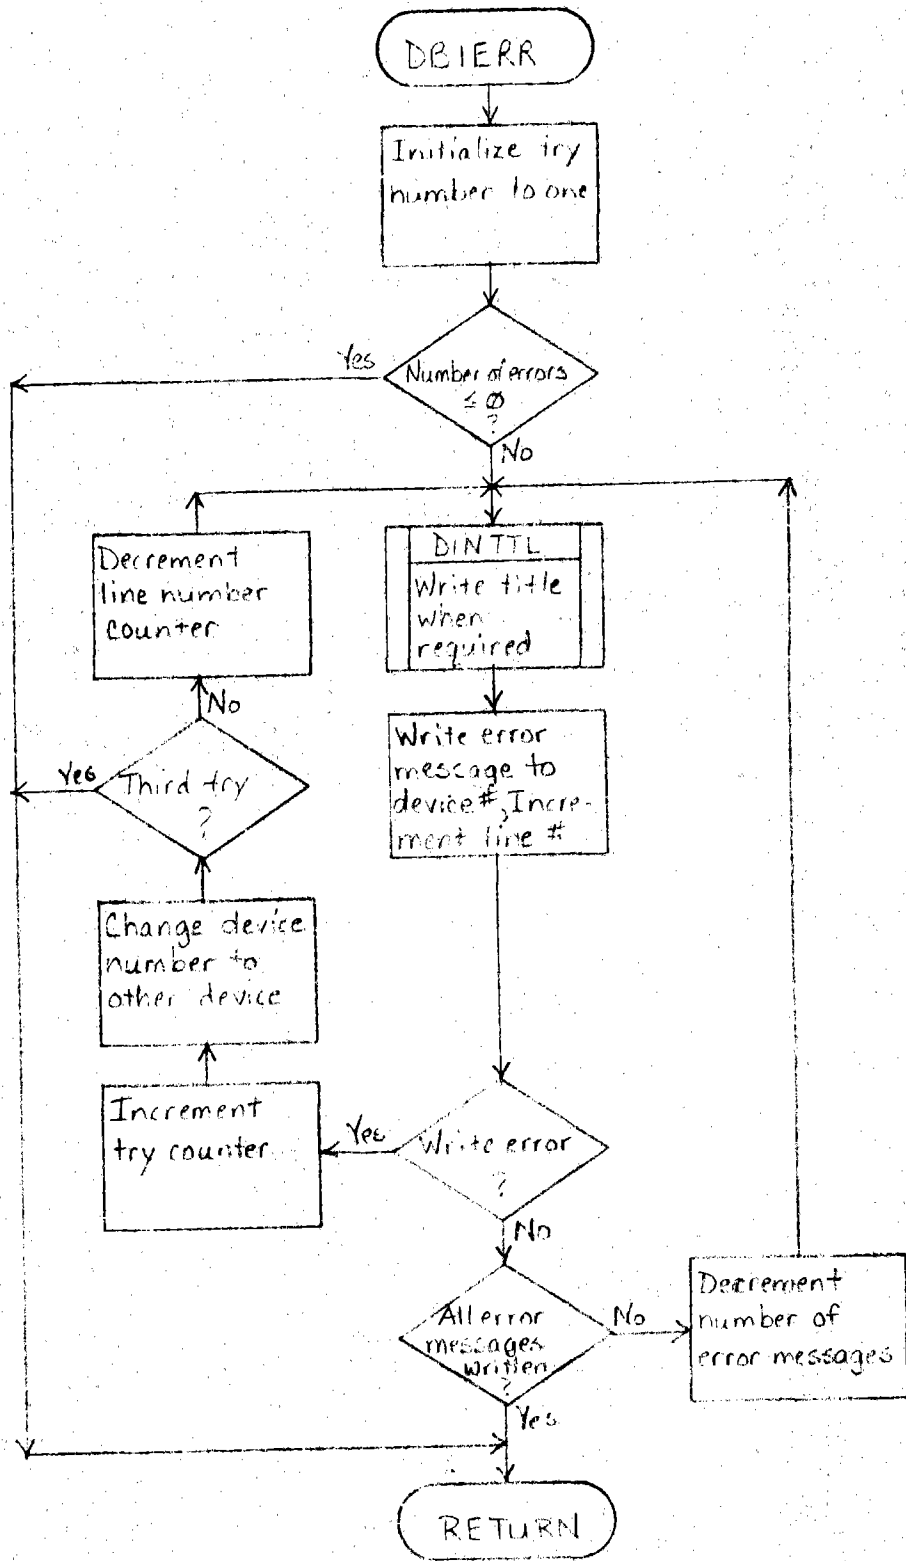 DBIERR
Initialize try
number to one
Yes
Number of errors
≤ Ø
?
No
DINTTL
Write title
when
required
Decrement
line number
counter
No
Yes
Third try
?
Write error
message to
device #, Incre-
ment line #
Change device
number to
other device
Increment
try counter
Yes
Write error
?
No
All error
messages
written
?
No
Decrement
number of
error messages
Yes
RETURN